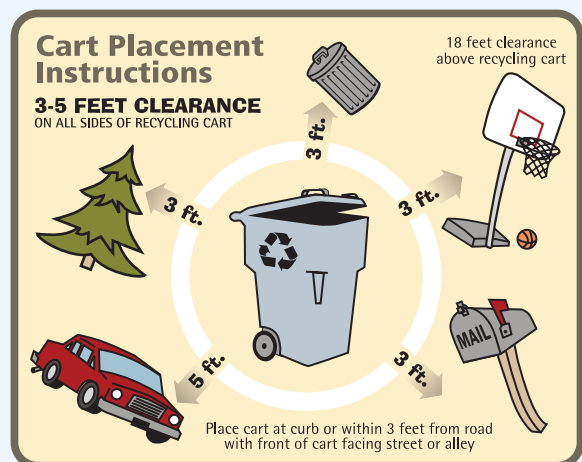 Cart Placement
Instructions
3-5 FEET CLEARANCE
ON ALL SIDES OF RECYCLING CART
18 feet clearance
above recycling cart
3 ft.
3 ft.
3 ft.
5 ft.
3 ft.
MAIL
Place cart at curb or within 3 feet from road
with front of cart facing street or alley